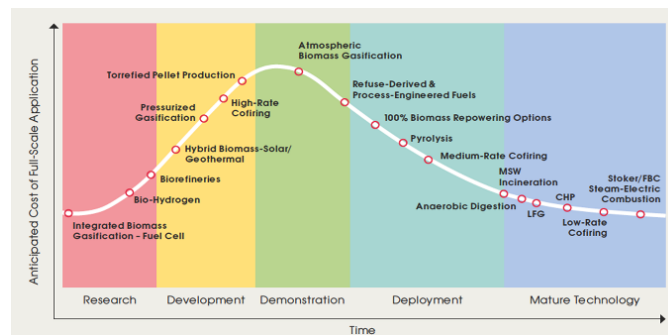 Anticipated Cost of Full-Scale Application
Atmospheric
Biomass Gasification
Torrefied Pellet Production
Refuse-Derived &
Process-Engineered Fuels
Pressurized
Gasification
High-Rate
Cofiring
100% Biomass Repowering Options
Pyrolysis
Hybrid Biomass-Solar/
Geothermal
Medium-Rate Cofiring
Biorefineries
MSW
Incineration
Stoker/FBC
Steam-Electric
Combustion
Bio-Hydrogen
Anaerobic Digestion
CHP
LFG
Low-Rate
Cofiring
Integrated Biomass
Gasification – Fuel Cell
Research
Development
Demonstration
Deployment
Mature Technology
Time